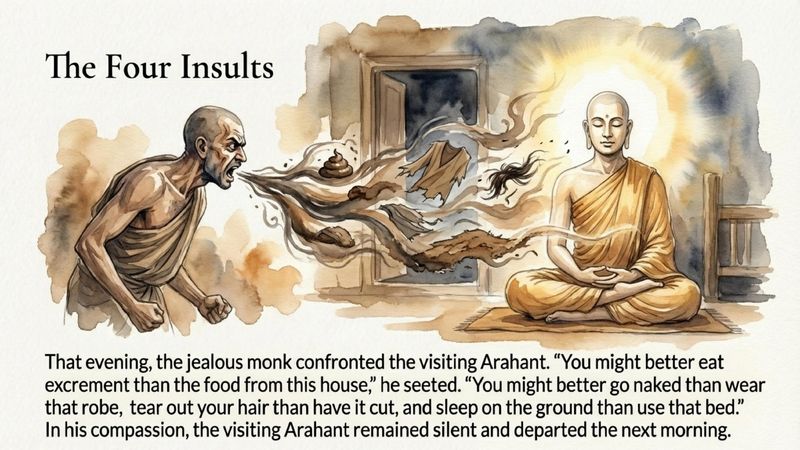 The Four Insults
That evening, the jealous monk confronted the visiting Arahant. “You might better eat
excrement than the food from this house,” he seeted. “You might better go naked than wear
that robe, tear out your hair than have it cut, and sleep on the ground than use that bed.”
In his compassion, the visiting Arahant remained silent and departed the next morning.